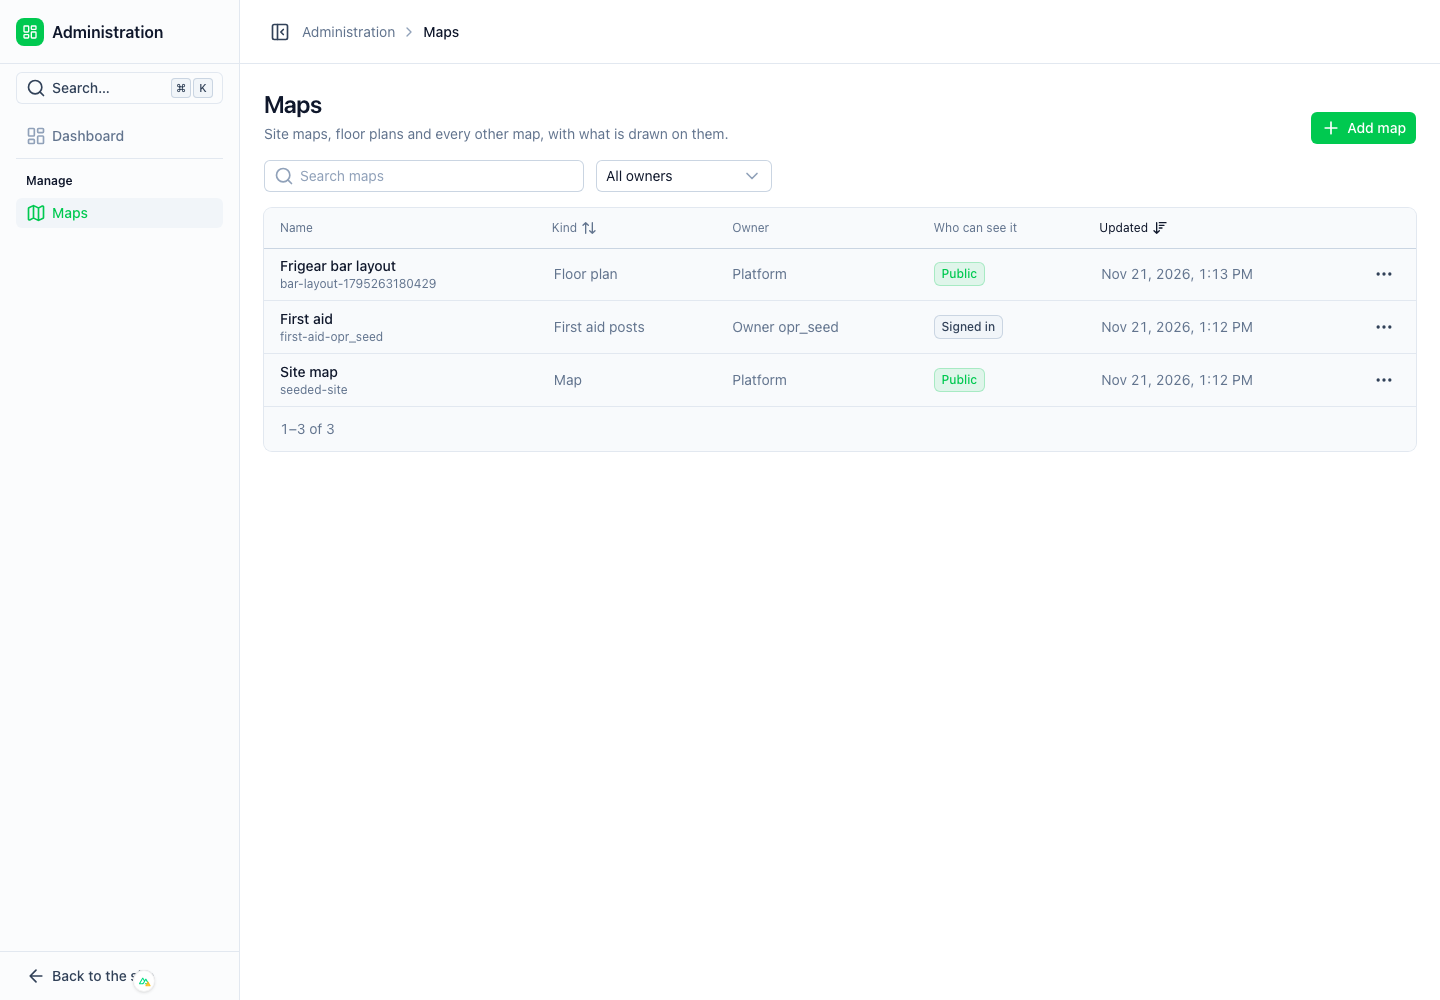 Administration
Search...
⌘ K
Dashboard
Manage
Maps
Back to the
Administration > Maps
Maps
Site maps, floor plans and every other map, with what is drawn on them.
Add map
Search maps
All owners
Name Kind Owner Who can see it Updated
Frigear bar layout
bar-layout-1795263180429
Floor plan Platform Public Nov 21, 2026, 1:13 PM
First aid
first-aid-opr_seed
First aid posts Owner opr_seed Signed in Nov 21, 2026, 1:12 PM
Site map
seeded-site
Map Platform Public Nov 21, 2026, 1:12 PM
1–3 of 3